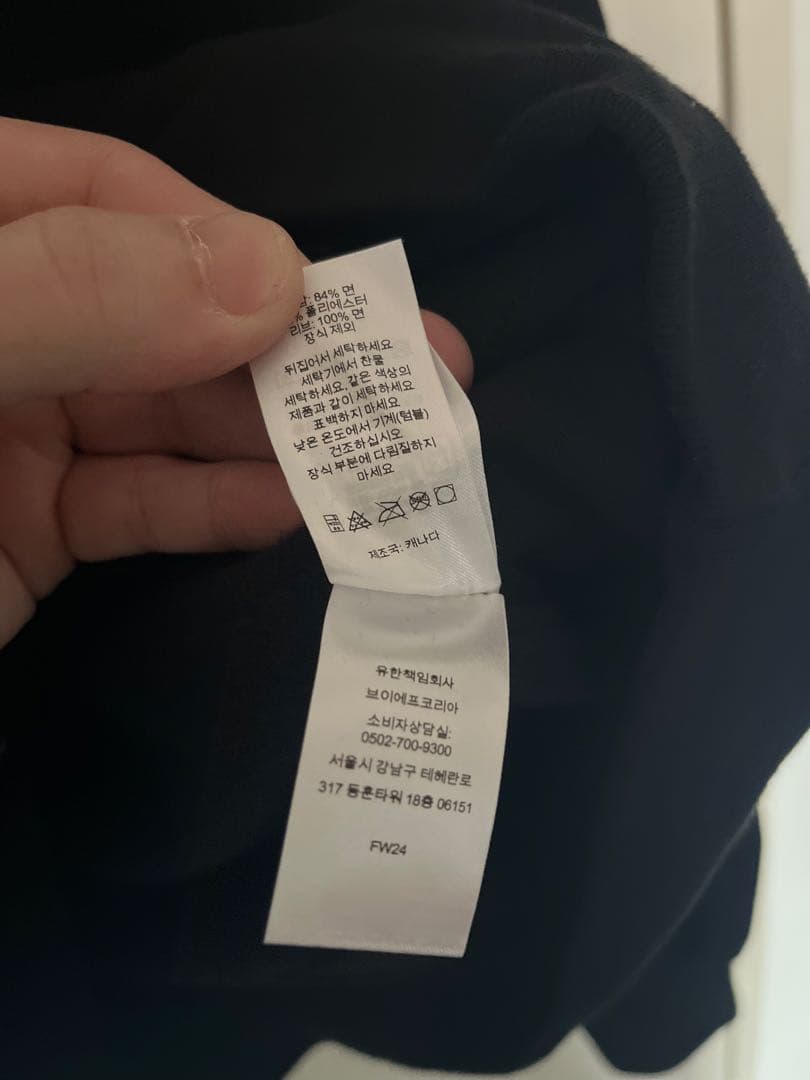 84% 면
% 폴리에스터
리브: 100% 면
장식 제외
뒤집어서 세탁하세요
세탁기에서 찬물
세탁하세요,같은 색상의
제품과 같이 세탁하세요
표백하지 마세요
낮은 온도에서 기계(텀블)
건조하십시오
장식 부분에 다림질하지
마세요
제조국: 캐나다
유한책임회사
브이에프코리아
소비자상담실:
0502-700-9300
서울시 강남구 테헤란로
317 동훈타워 18층 06151
FW24